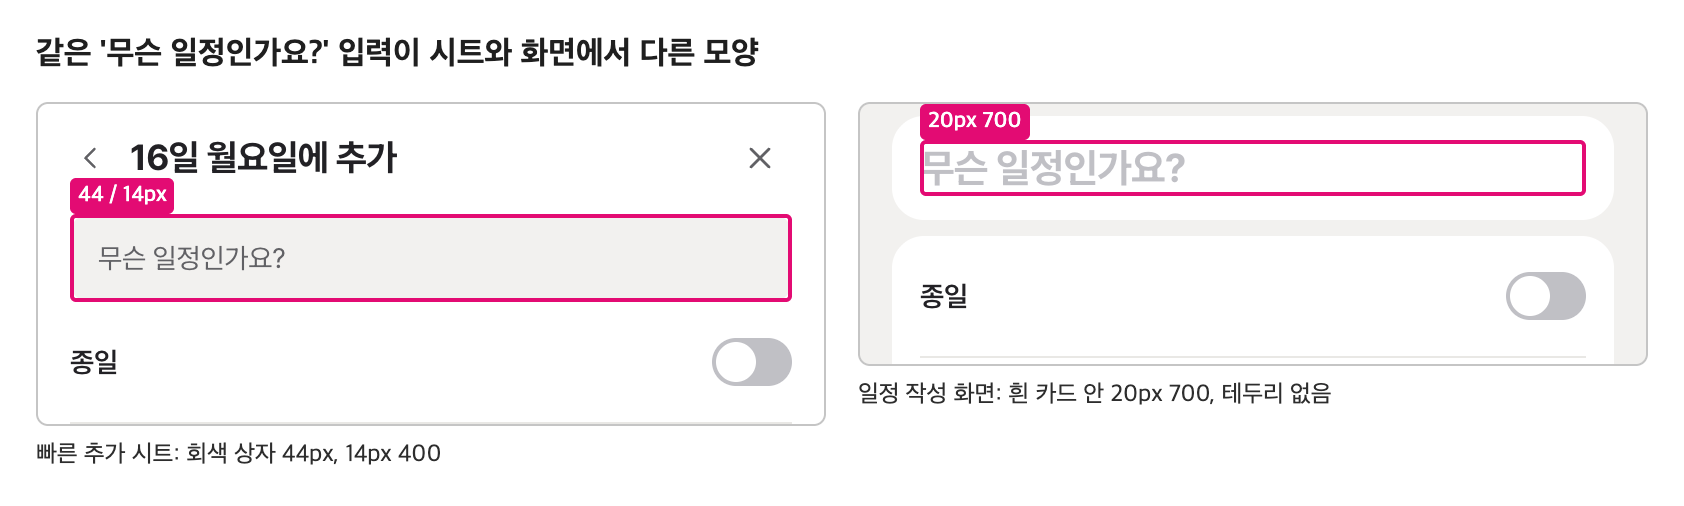 같은 '무슨 일정인가요?' 입력이 시트와 화면에서 다른 모양
16일 월요일에 추가
44 / 14px
무슨 일정인가요?
종일
빠른 추가 시트: 회색 상자 44px, 14px 400
20px 700
무슨 일정인가요?
종일
일정 작성 화면: 흰 카드 안 20px 700, 테두리 없음